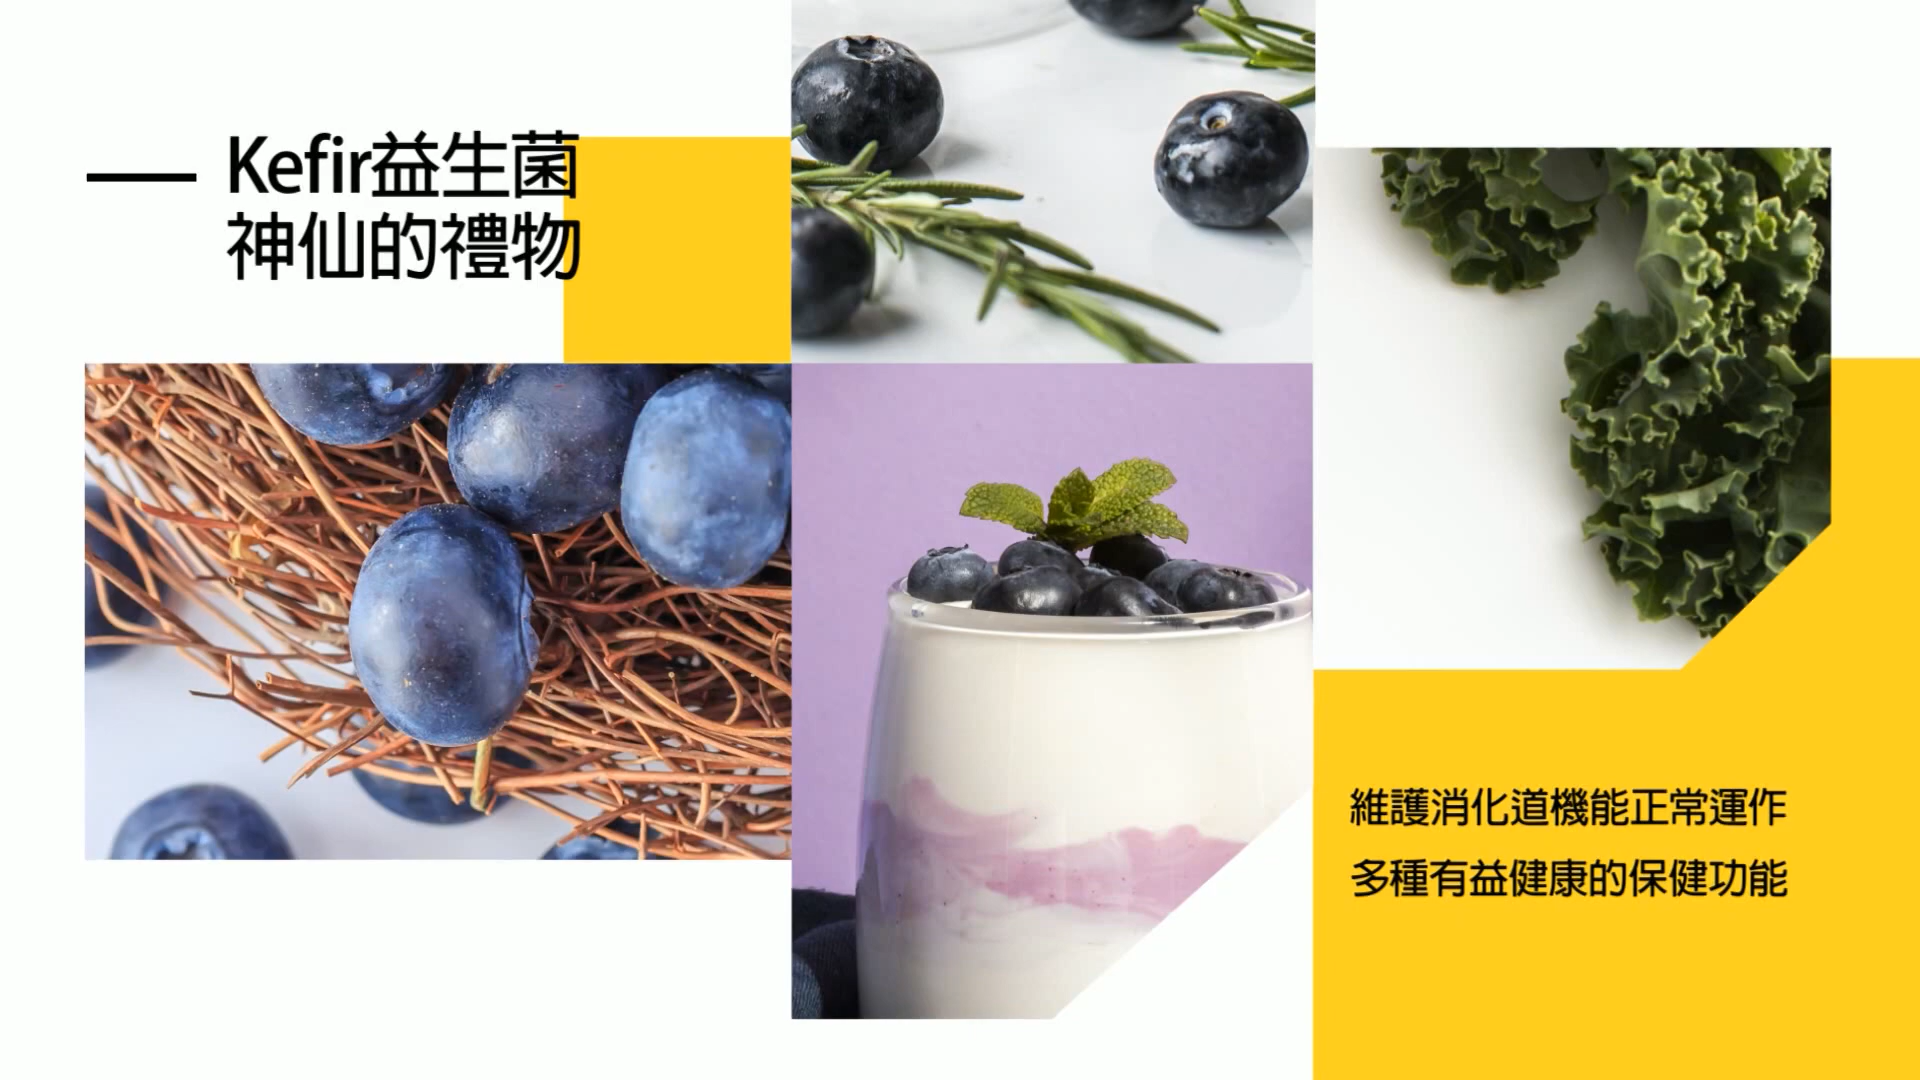 Kefir益生菌
神仙的禮物
維護消化道機能正常運作
多種有益健康的保健功能